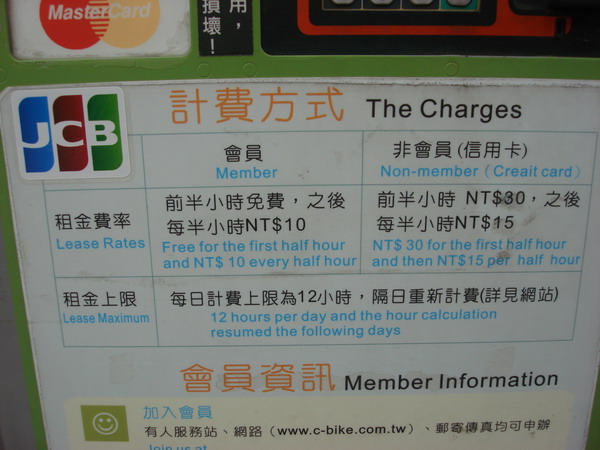 MasterCard
用，
損壞！
JCB
計費方式 The Charges
會員
Member
非會員(信用卡)
Non-member (Creait card)
租金費率
Lease Rates
前半小時免費，之後
每半小時NT$10
Free for the first half hour
and NT$ 10 every half hour
前半小時 NT$30，之後
每半小時NT$15
NT$ 30 for the first half hour
and then NT$15 per half hour
租金上限
Lease Maximum
每日計費上限為12小時，隔日重新計費(詳見網站)
12 hours per day and the hour calculation
resumed the following days
會員資訊 Member Information
加入會員
有人服務站、網路（www.c-bike.com.tw）、郵寄傳真均可申辦
Join us at